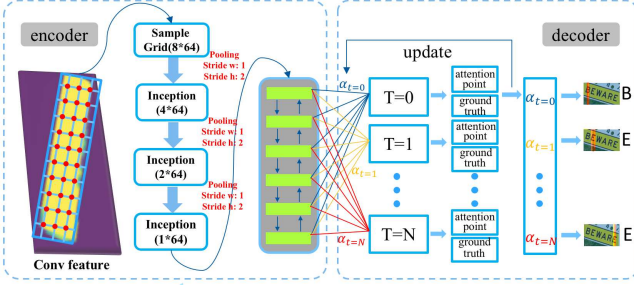 encoder
Sample
Grid(8*64)
Pooling
Stride w: 1
Stride h: 2
Inception
(4*64)
Pooling
Stride w: 1
Stride h: 2
Inception
(2*64)
Pooling
Stride w: 1
Stride h: 2
Inception
(1*64)
Conv feature
decoder
update
αt=0
T=0
attention
point
ground
truth
αt=0
BEWARE
B
αt=1
T=1
attention
point
ground
truth
αt=1
BEWARE
E
αt=N
T=N
attention
point
ground
truth
αt=N
BEWARE
E